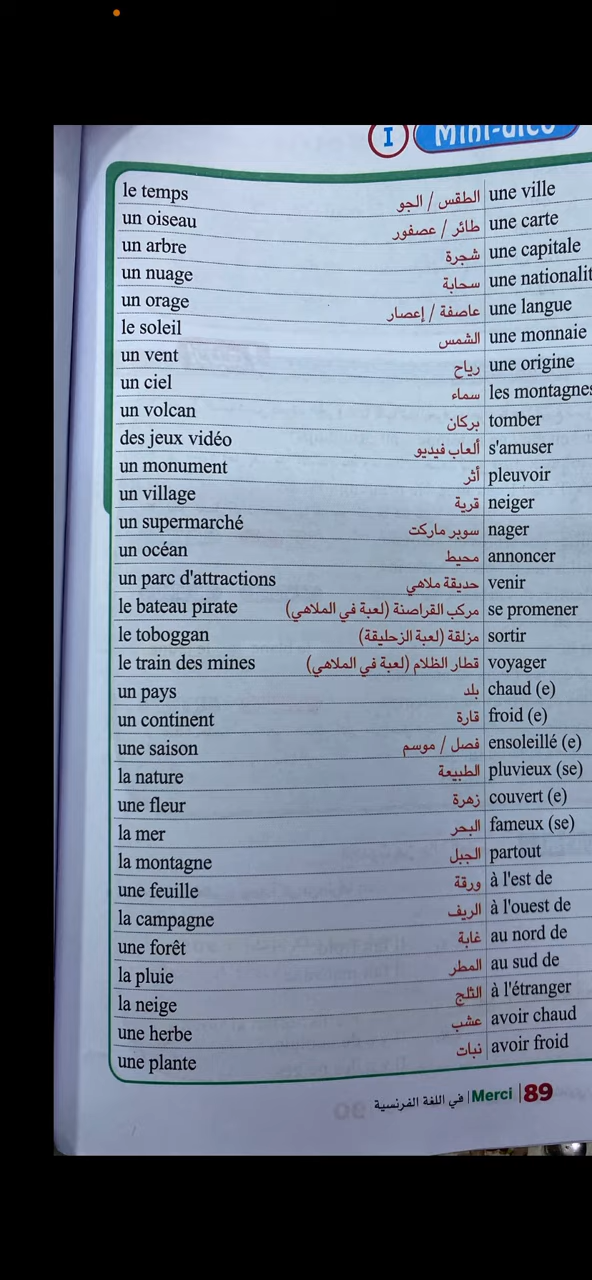 I Mini-dico
le temps الطقس / الجو une ville
un oiseau طائر / عصفور une carte
un arbre شجرة une capitale
un nuage سحابة une nationalit
un orage عاصفة / إعصار une langue
le soleil الشمس une monnaie
un vent رياح une origine
un ciel سماء les montagnes
un volcan بركان tomber
des jeux vidéo ألعاب فيديو s'amuser
un monument أثر pleuvoir
un village قرية neiger
un supermarché سوبر ماركت nager
un océan محيط annoncer
un parc d'attractions حديقة ملاهي venir
le bateau pirate مركب القراصنة (لعبة في الملاهي) se promener
le toboggan مزلقة (لعبة الزحليقة) sortir
le train des mines قطار الظلام (لعبة في الملاهي) voyager
un pays بلد chaud (e)
un continent قارة froid (e)
une saison فصل / موسم ensoleillé (e)
la nature الطبيعة pluvieux (se)
une fleur زهرة couvert (e)
la mer البحر fameux (se)
la montagne الجبل partout
une feuille ورقة à l'est de
la campagne الريف à l'ouest de
une forêt غابة au nord de
la pluie المطر au sud de
la neige الثلج à l'étranger
une herbe عشب avoir chaud
une plante نبات avoir froid
في اللغة الفرنسية | Merci | 89